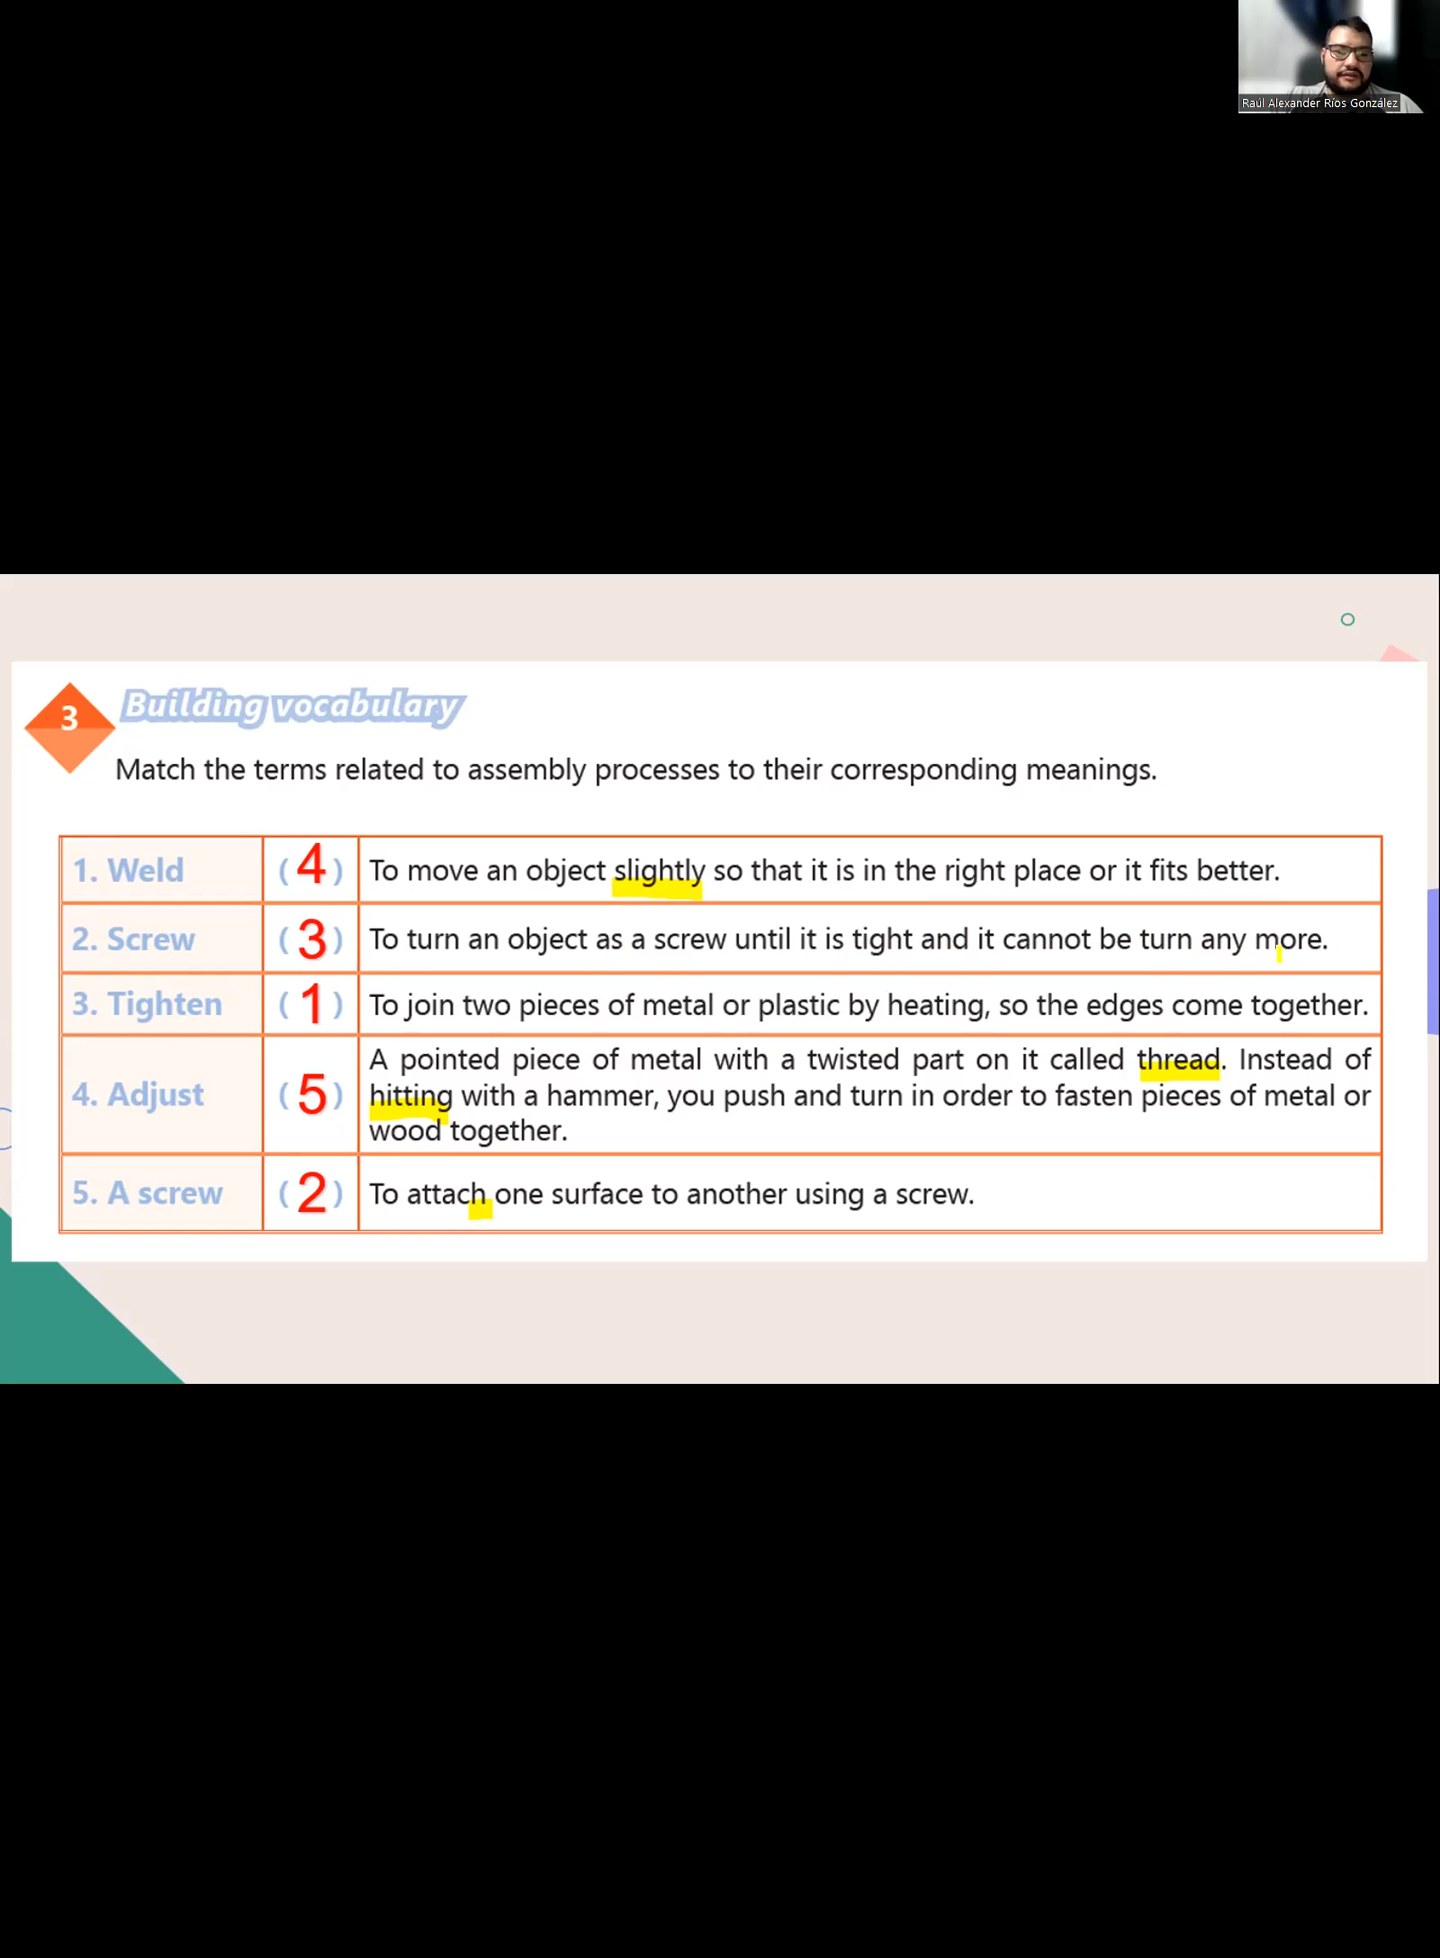 Raúl Alexander Ríos González
3
Building vocabulary
Match the terms related to assembly processes to their corresponding meanings.
1. Weld (4) To move an object slightly so that it is in the right place or it fits better.
2. Screw (3) To turn an object as a screw until it is tight and it cannot be turn any more.
3. Tighten (1) To join two pieces of metal or plastic by heating, so the edges come together.
4. Adjust (5) A pointed piece of metal with a twisted part on it called thread. Instead of
hitting with a hammer, you push and turn in order to fasten pieces of metal or
wood together.
5. A screw (2) To attach one surface to another using a screw.